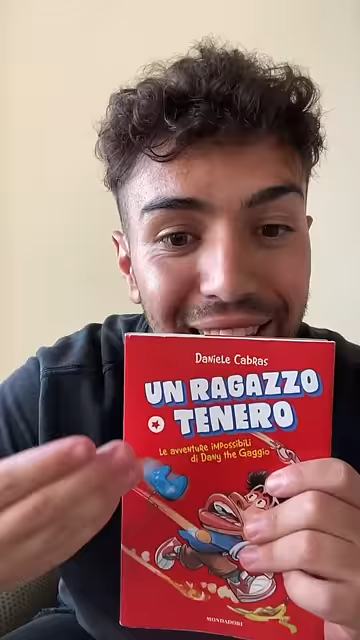 Daniele Cabras
UN RAGAZZO
TENERO
Le avventure impossibili
di Dany the Gaggio
MONDADORI